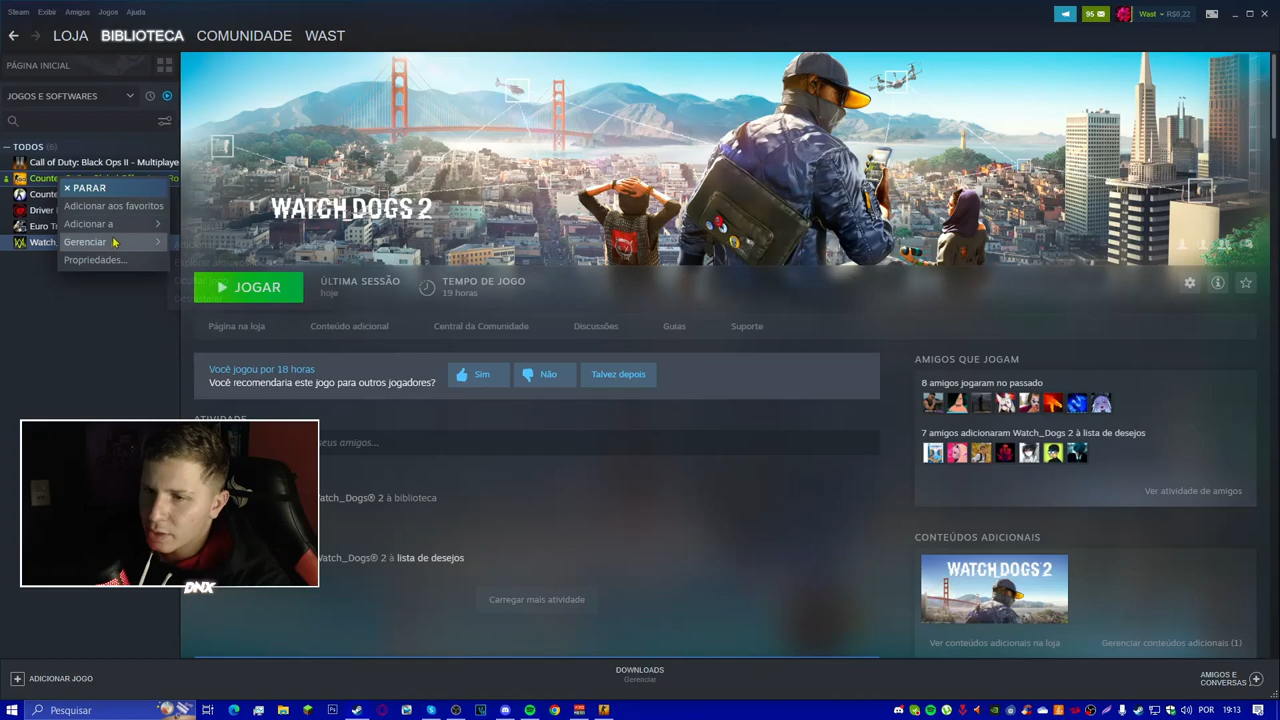 Steam Exibir Amigos Jogos Ajuda
95 Wast R$0,22
LOJA BIBLIOTECA COMUNIDADE WAST
PÁGINA INICIAL
JOGOS E SOFTWARES
TODOS (6)
Call of Duty: Black Ops II - Multiplaye
Counte
Count
Driver
Euro Ta
Watch_
× PARAR
Adicionar aos favoritos
Adicionar a
Gerenciar
Propriedades...
WATCH_DOGS 2
JOGAR
ÚLTIMA SESSÃO
hoje
TEMPO DE JOGO
19 horas
Página na loja Conteúdo adicional Central da Comunidade Discussões Guias Suporte
Você jogou por 18 horas
Você recomendaria este jogo para outros jogadores?
Sim Não Talvez depois
ATIVIDADE
seus amigos...
Watch_Dogs® 2 à biblioteca
Watch_Dogs® 2 à lista de desejos
Carregar mais atividade
AMIGOS QUE JOGAM
8 amigos jogaram no passado
7 amigos adicionaram Watch_Dogs 2 à lista de desejos
Ver atividade de amigos
CONTEÚDOS ADICIONAIS
WATCH DOGS 2
Ver conteúdos adicionais na loja Gerenciar conteúdos adicionais (1)
DNX
ADICIONAR JOGO
DOWNLOADS
Gerenciar
AMIGOS E
CONVERSAS
Pesquisar
POR 19:13